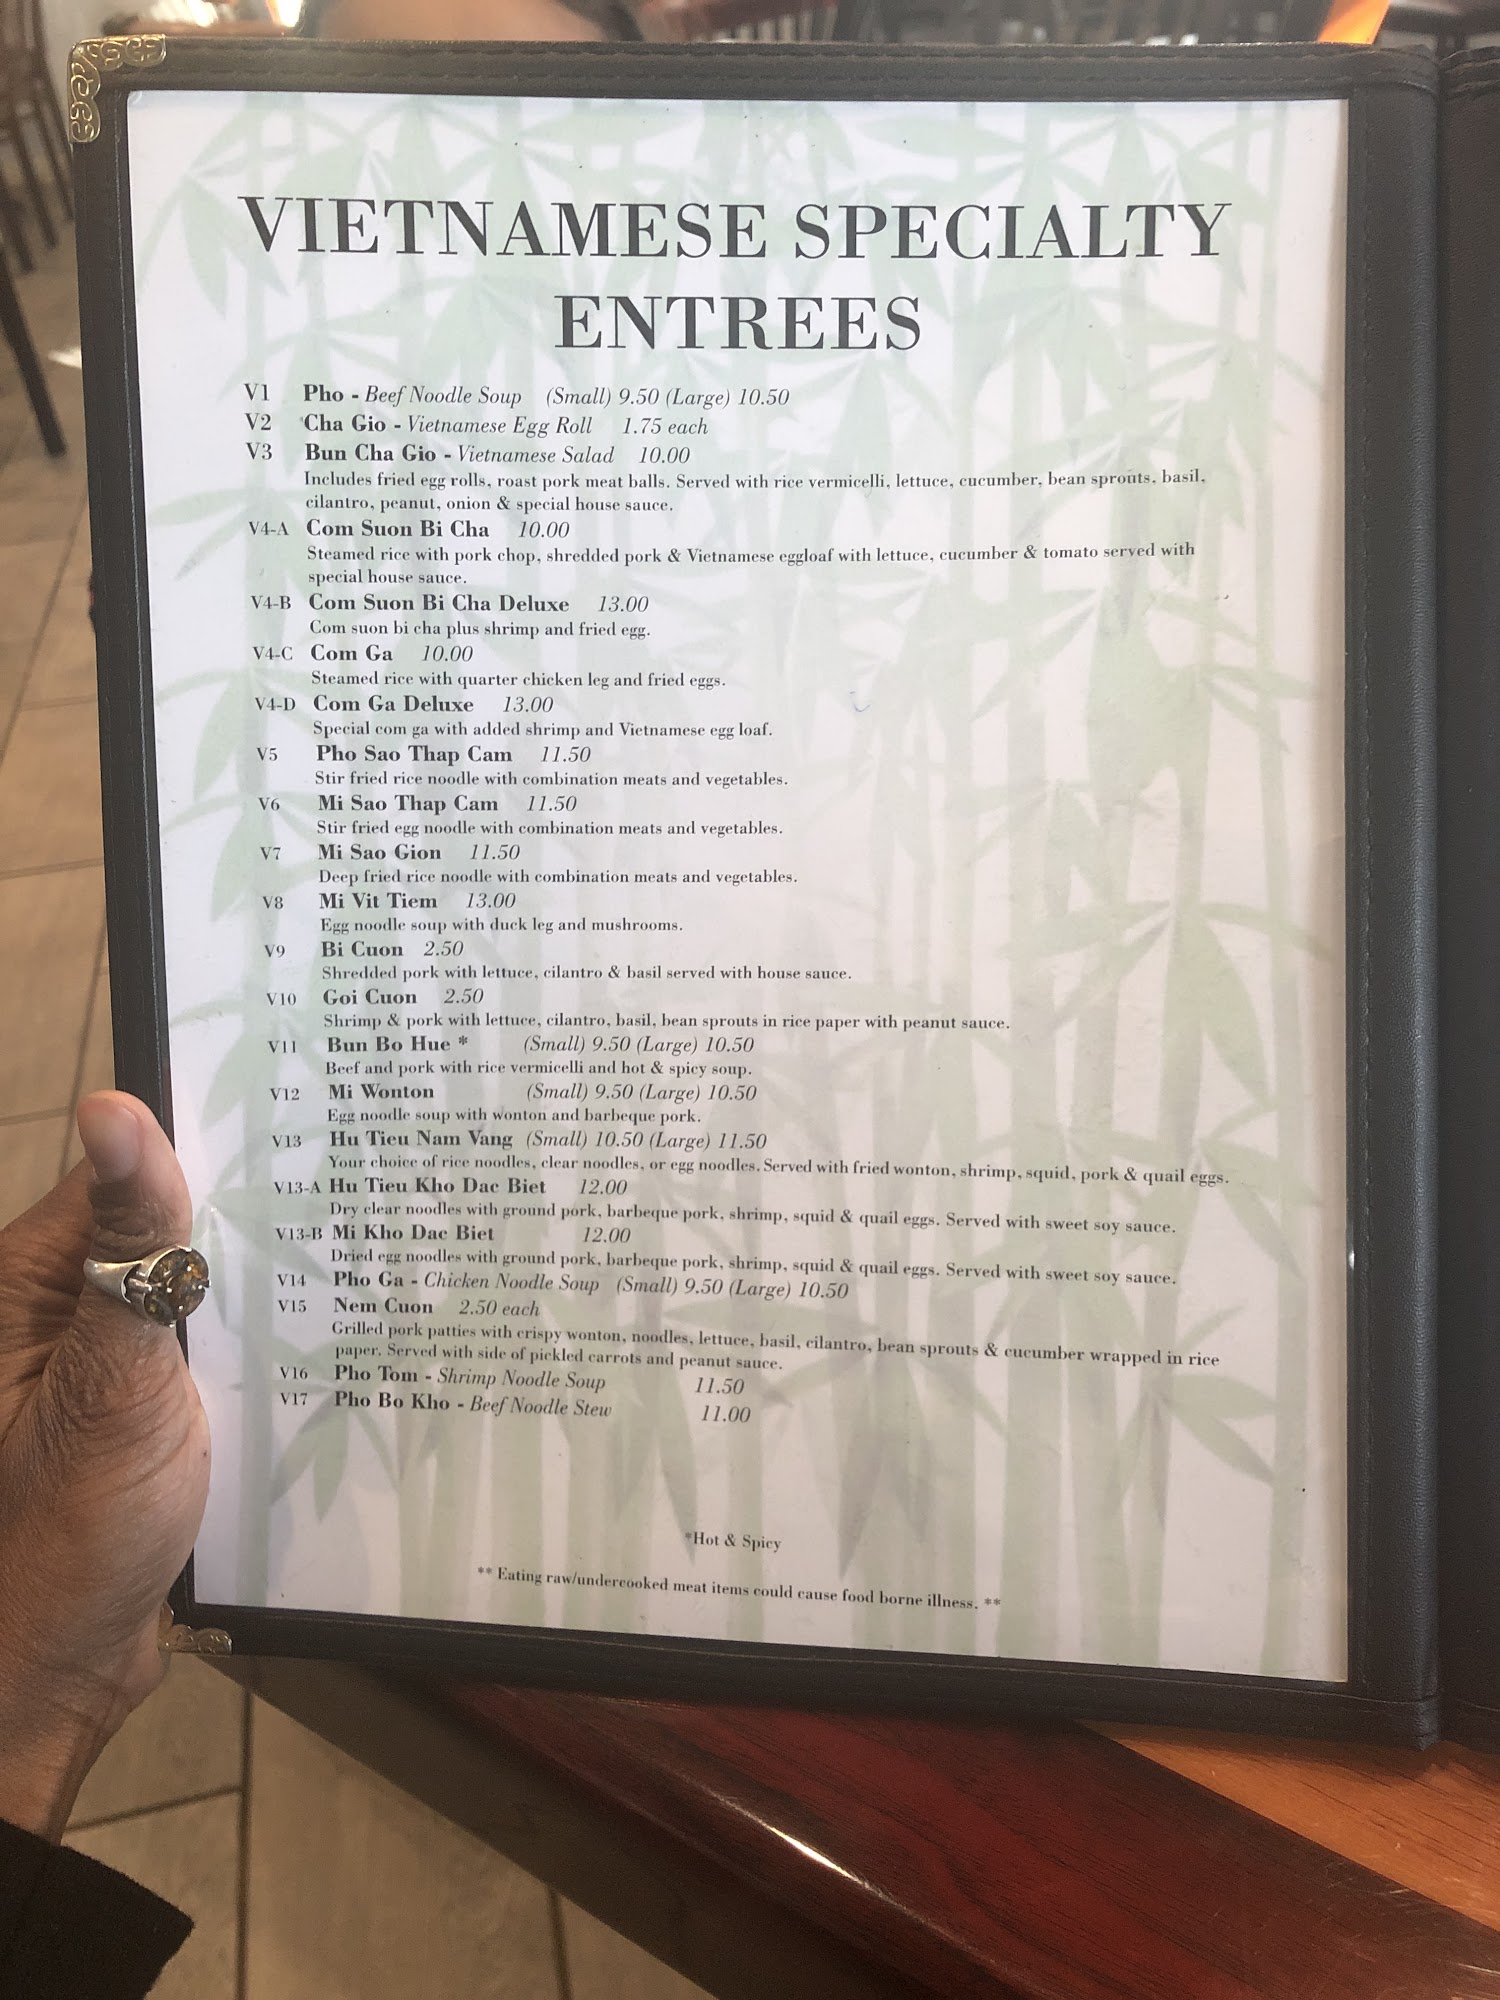 VIETNAMESE SPECIALTY
ENTREES
V1 Pho - Beef Noodle Soup (Small) 9.50 (Large) 10.50
V2 Cha Gio - Vietnamese Egg Roll 1.75 each
V3 Bun Cha Gio - Vietnamese Salad 10.00
Includes fried egg rolls, roast pork meat balls. Served with rice vermicelli, lettuce, cucumber, bean sprouts, basil,
cilantro, peanut, onion & special house sauce.
V4-A Com Suon Bi Cha 10.00
Steamed rice with pork chop, shredded pork & Vietnamese eggloaf with lettuce, cucumber & tomato served with
special house sauce.
V4-B Com Suon Bi Cha Deluxe 13.00
Com suon bi cha plus shrimp and fried egg.
V4-C Com Ga 10.00
Steamed rice with quarter chicken leg and fried eggs.
V4-D Com Ga Deluxe 13.00
Special com ga with added shrimp and Vietnamese egg loaf.
V5 Pho Sao Thap Cam 11.50
Stir fried rice noodle with combination meats and vegetables.
V6 Mi Sao Thap Cam 11.50
Stir fried egg noodle with combination meats and vegetables.
V7 Mi Sao Gion 11.50
Deep fried rice noodle with combination meats and vegetables.
V8 Mi Vit Tiem 13.00
Egg noodle soup with duck leg and mushrooms.
V9 Bi Cuon 2.50
Shredded pork with lettuce, cilantro & basil served with house sauce.
V10 Goi Cuon 2.50
Shrimp & pork with lettuce, cilantro, basil, bean sprouts in rice paper with peanut sauce.
V11 Bun Bo Hue * (Small) 9.50 (Large) 10.50
Beef and pork with rice vermicelli and hot & spicy soup.
V12 Mi Wonton (Small) 9.50 (Large) 10.50
Egg noodle soup with wonton and barbeque pork.
V13 Hu Tieu Nam Vang (Small) 10.50 (Large) 11.50
Your choice of rice noodles, clear noodles, or egg noodles. Served with fried wonton, shrimp, squid, pork & quail eggs.
V13-A Hu Tieu Kho Dac Biet 12.00
Dry clear noodles with ground pork, barbeque pork, shrimp, squid & quail eggs. Served with sweet soy sauce.
V13-B Mi Kho Dac Biet 12.00
Dried egg noodles with ground pork, barbeque pork, shrimp, squid & quail eggs. Served with sweet soy sauce.
V14 Pho Ga - Chicken Noodle Soup (Small) 9.50 (Large) 10.50
V15 Nem Cuon 2.50 each
Grilled pork patties with crispy wonton, noodles, lettuce, basil, cilantro, bean sprouts & cucumber wrapped in rice
paper. Served with side of pickled carrots and peanut sauce.
V16 Pho Tom - Shrimp Noodle Soup 11.50
V17 Pho Bo Kho - Beef Noodle Stew 11.00
*Hot & Spicy
** Eating raw/undercooked meat items could cause food borne illness. **